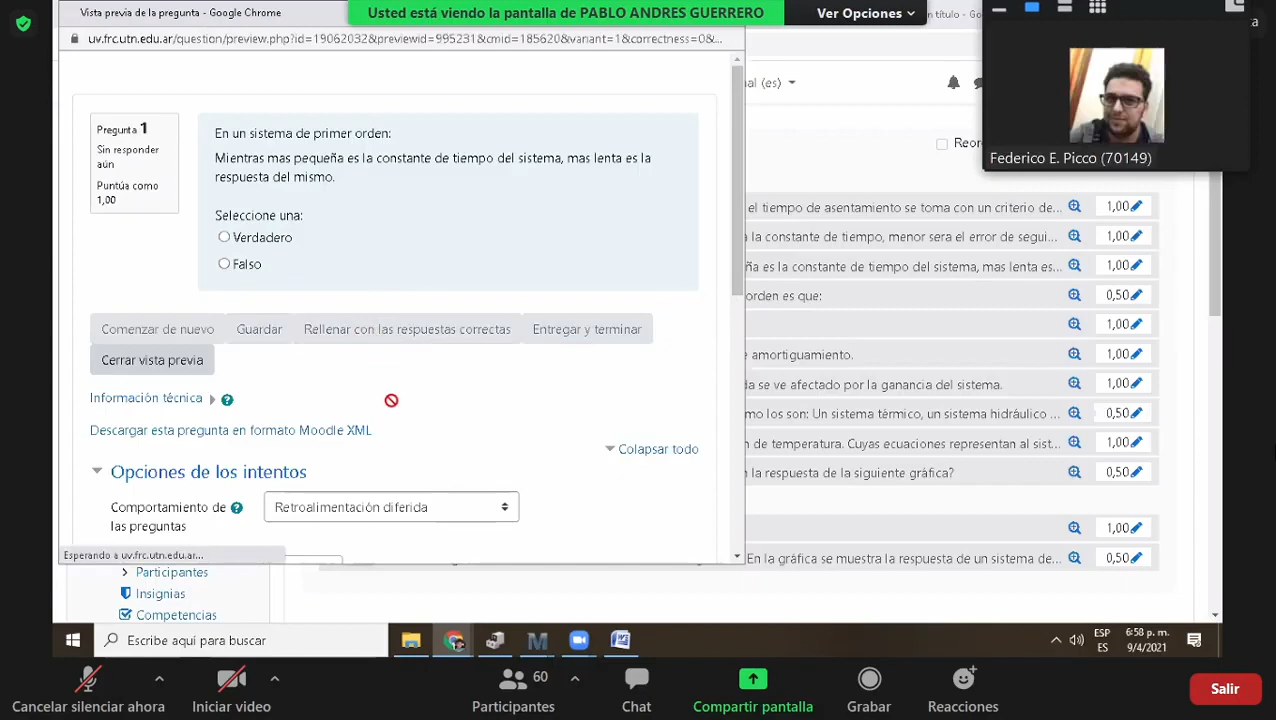 Vista previa de la pregunta - Google Chrome
Usted está viendo la pantalla de PABLO ANDRES GUERRERO
Ver Opciones
n título - Go
uv.frc.utn.edu.ar/question/preview.php?id=19062032&previewid=995231&cmid=185620&variant=1&correctness=0&...
nal (es)
Federico E. Picco (70149)
Pregunta 1
Sin responder
aún
Puntúa como
1,00
En un sistema de primer orden:
Mientras mas pequeña es la constante de tiempo del sistema, mas lenta es la
respuesta del mismo.
Seleccione una:
Verdadero
Falso
Comenzar de nuevo
Guardar
Rellenar con las respuestas correctas
Entregar y terminar
Cerrar vista previa
Información técnica
Descargar esta pregunta en formato Moodle XML
Colapsar todo
Opciones de los intentos
Comportamiento de
las preguntas
Retroalimentación diferida
Esperando a uv.frc.utn.edu.ar...
Reor
el tiempo de asentamiento se toma con un criterio de... 1,00
a la constante de tiempo, menor sera el error de segui... 1,00
ña es la constante de tiempo del sistema, mas lenta es... 1,00
orden es que: 0,50
1,00
e amortiguamiento. 1,00
da se ve afectado por la ganancia del sistema. 1,00
mo los son: Un sistema térmico, un sistema hidráulico ... 0,50
n de temperatura. Cuyas ecuaciones representan al sist... 1,00
n la respuesta de la siguiente gráfica? 0,50
1,00
En la gráfica se muestra la respuesta de un sistema de... 0,50
Participantes
Insignias
Competencias
Escribe aquí para buscar
ESP
ES
6:58 p. m.
9/4/2021
Cancelar silenciar ahora
Iniciar video
Participantes
60
Chat
Compartir pantalla
Grabar
Reacciones
Salir